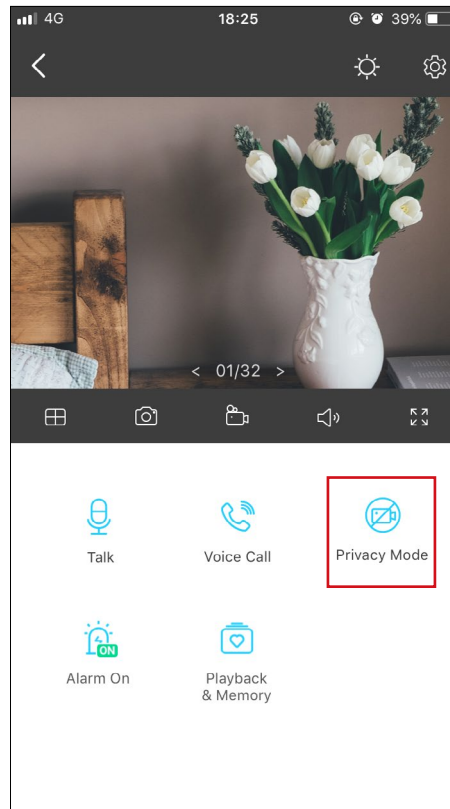 4G 18:25 39%
< 01/32 >
Talk Voice Call Privacy Mode
ON
Alarm On Playback
& Memory